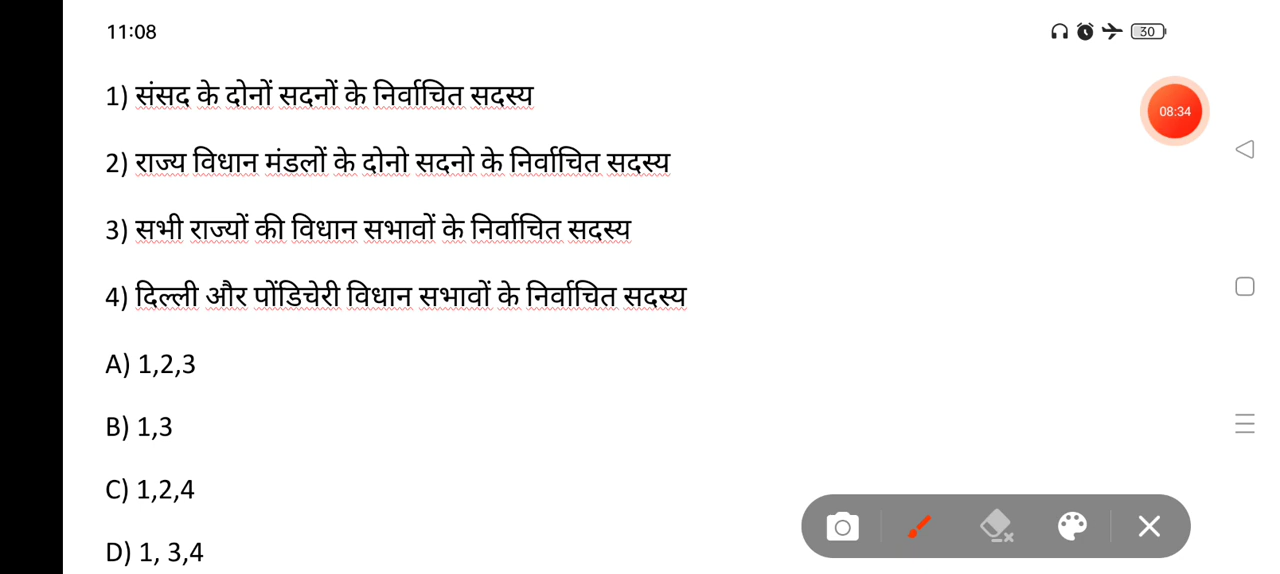 11:08
30
08:34
1) संसद के दोनों सदनों के निर्वाचित सदस्य
2) राज्य विधान मंडलों के दोनो सदनो के निर्वाचित सदस्य
3) सभी राज्यों की विधान सभावों के निर्वाचित सदस्य
4) दिल्ली और पोंडिचेरी विधान सभावों के निर्वाचित सदस्य
A) 1,2,3
B) 1,3
C) 1,2,4
D) 1, 3,4